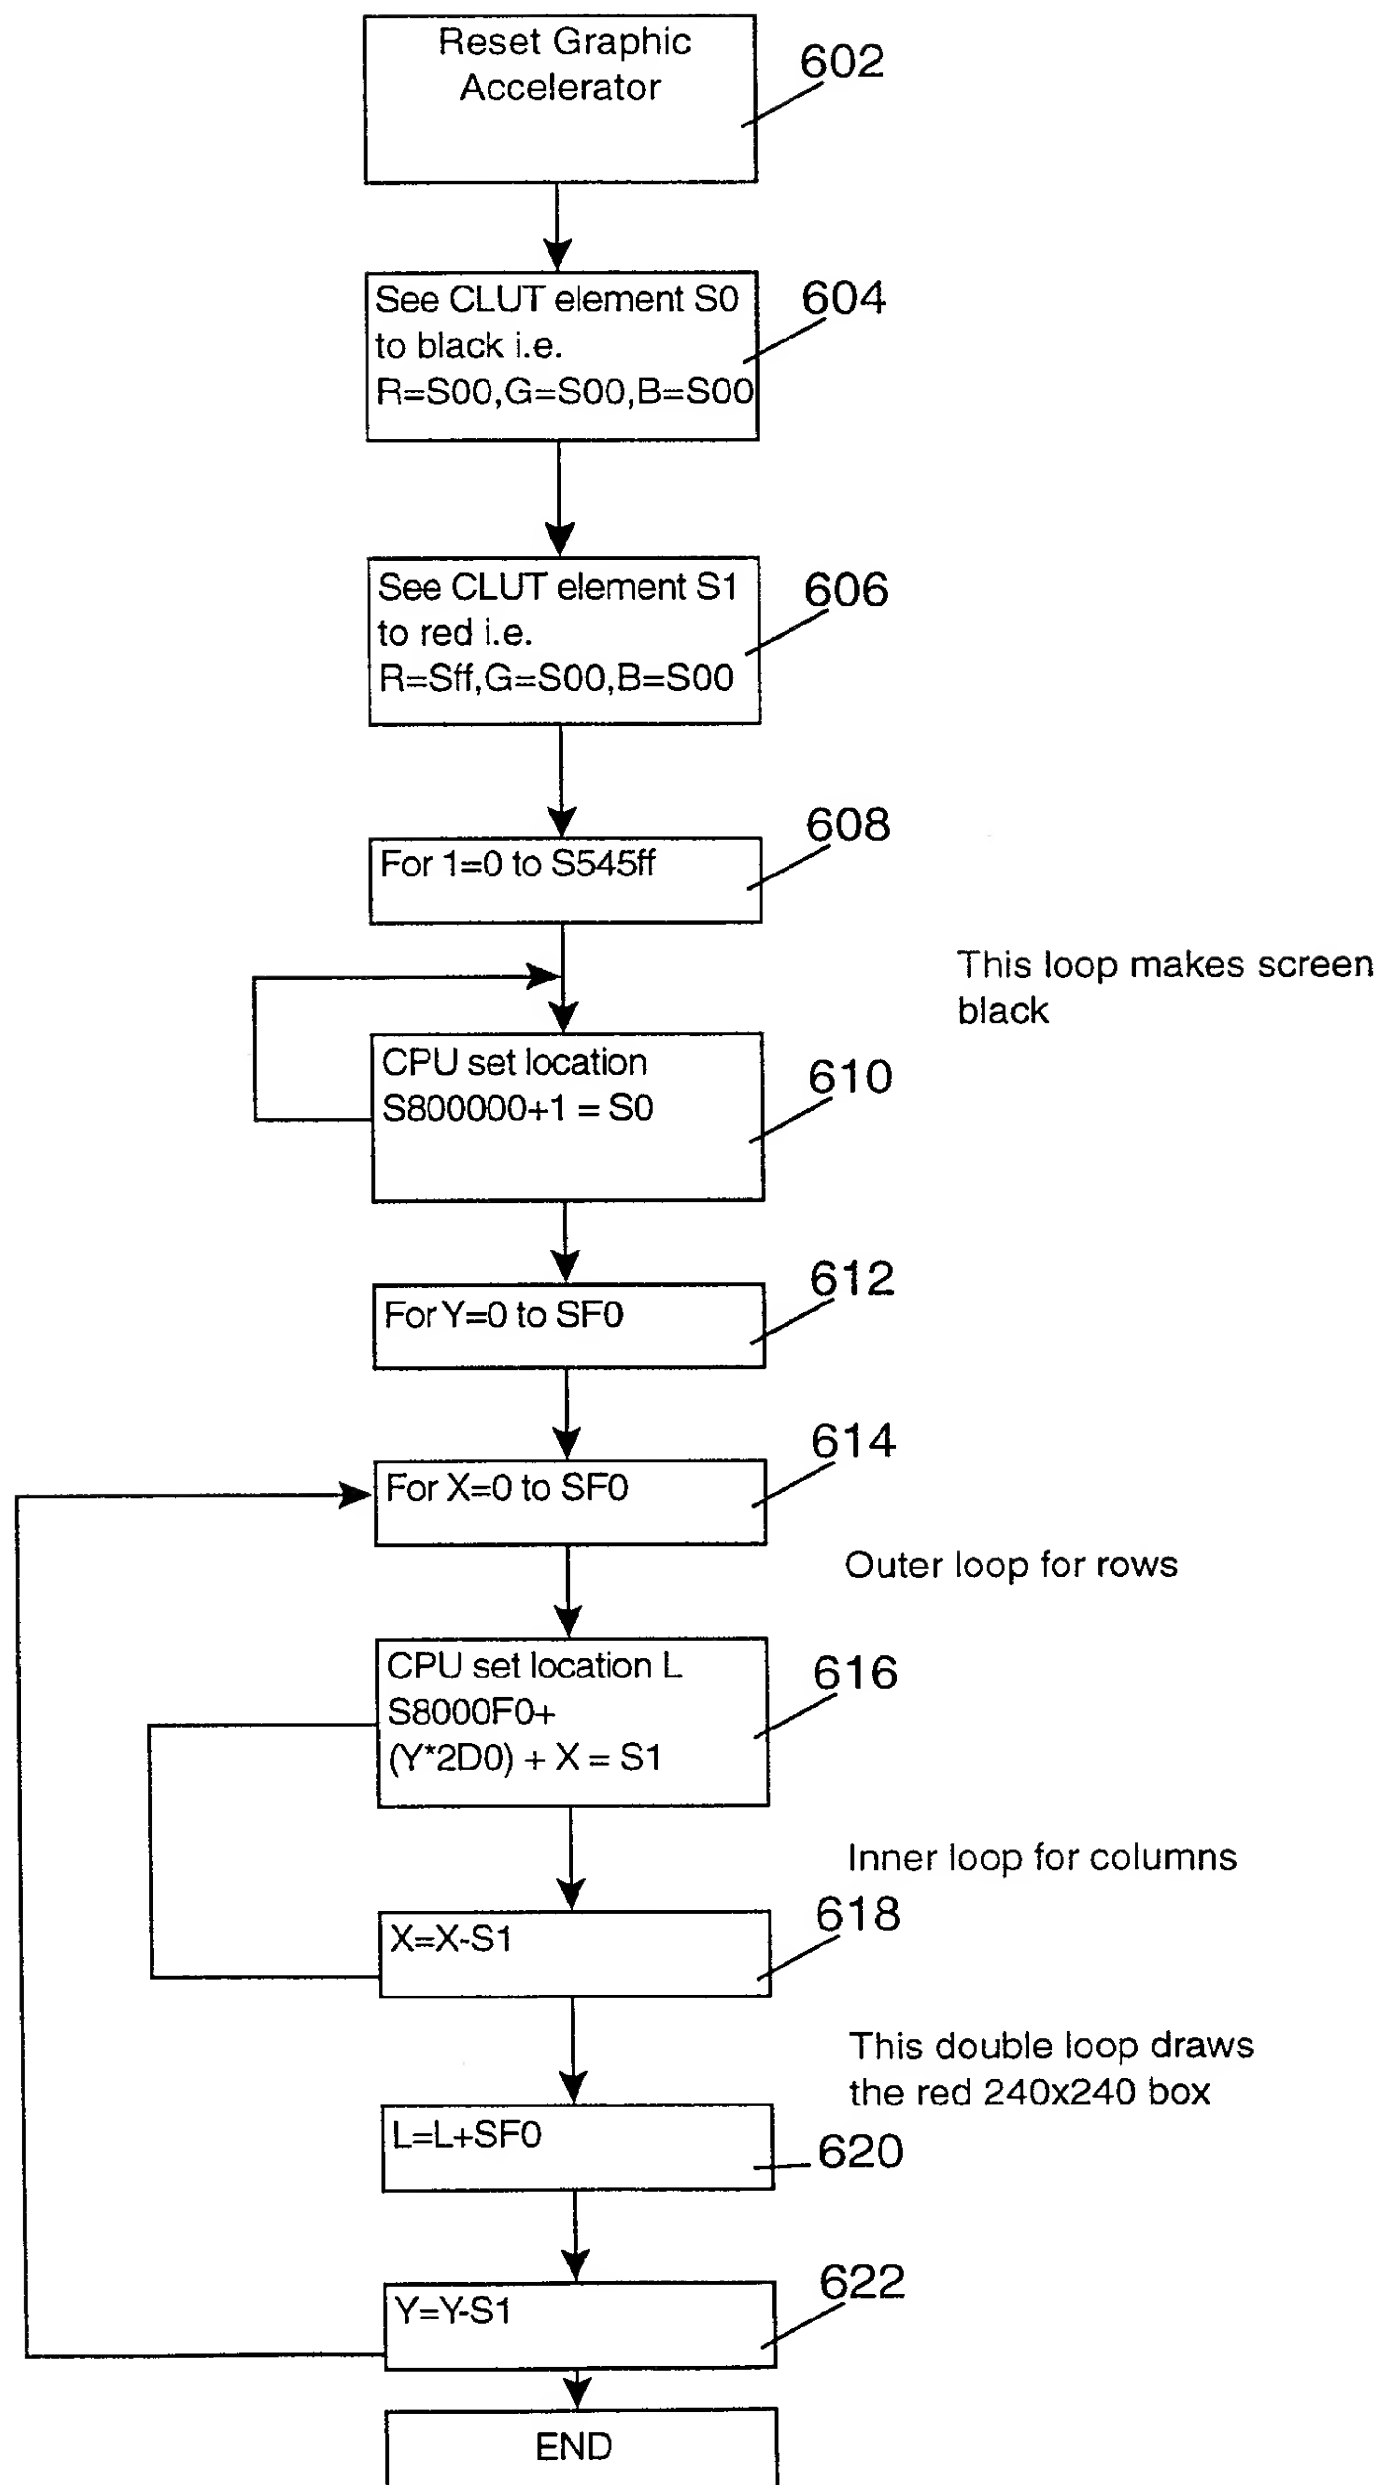 Reset Graphic
Accelerator
602
See CLUT element S0
to black i.e.
R=S00,G=S00,B=S00
604
See CLUT element S1
to red i.e.
R=Sff,G=S00,B=S00
606
For 1=0 to S545ff
608
This loop makes screen
black
CPU set location
S800000+1 = S0
610
For Y=0 to SF0
612
For X=0 to SF0
614
Outer loop for rows
CPU set location L
S8000F0+
(Y*2D0) + X = S1
616
Inner loop for columns
X=X-S1
618
This double loop draws
the red 240x240 box
L=L+SF0
620
Y=Y-S1
622
END